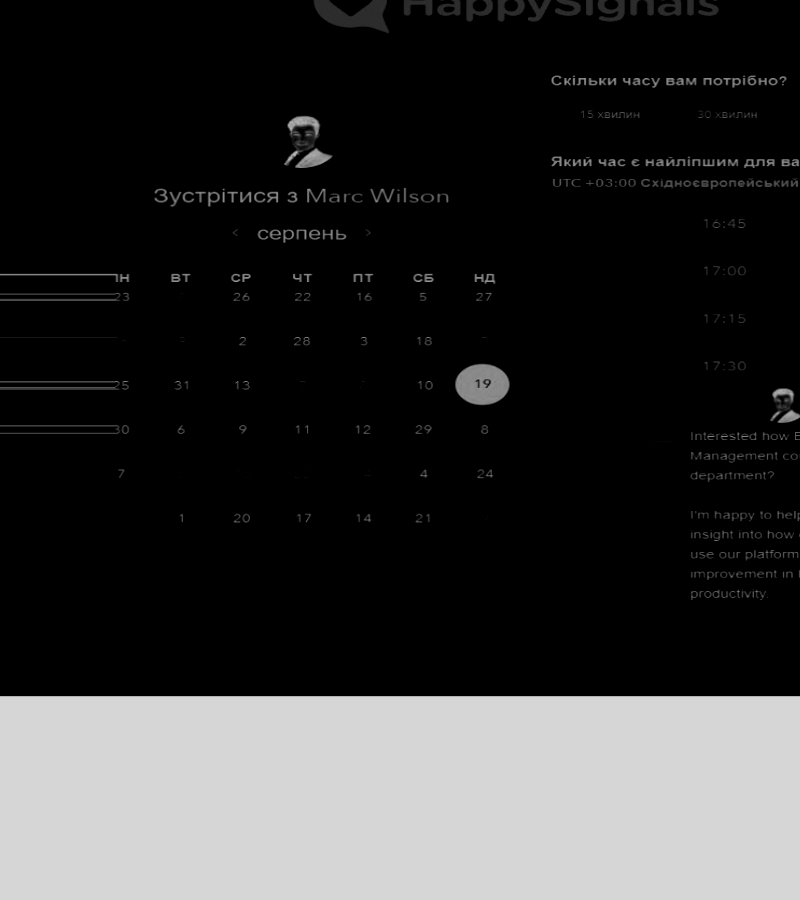 HappySignals
Зустрітися з Marc Wilson
< серпень >
ПН ВТ СР ЧТ ПТ СБ НД
23 26 22 16 5 27
2 28 3 18
25 31 13 10 19
30 6 9 11 12 29 8
7 4 24
1 20 17 14 21
Скільки часу вам потрібно?
15 хвилин 30 хвилин
Який час є найліпшим для
UTC +03:00 Східноєвропейський
16:45
17:00
17:15
17:30
Interested how
Management
department?
I'm happy to help
insight into how
use our platform
improvement in
productivity.